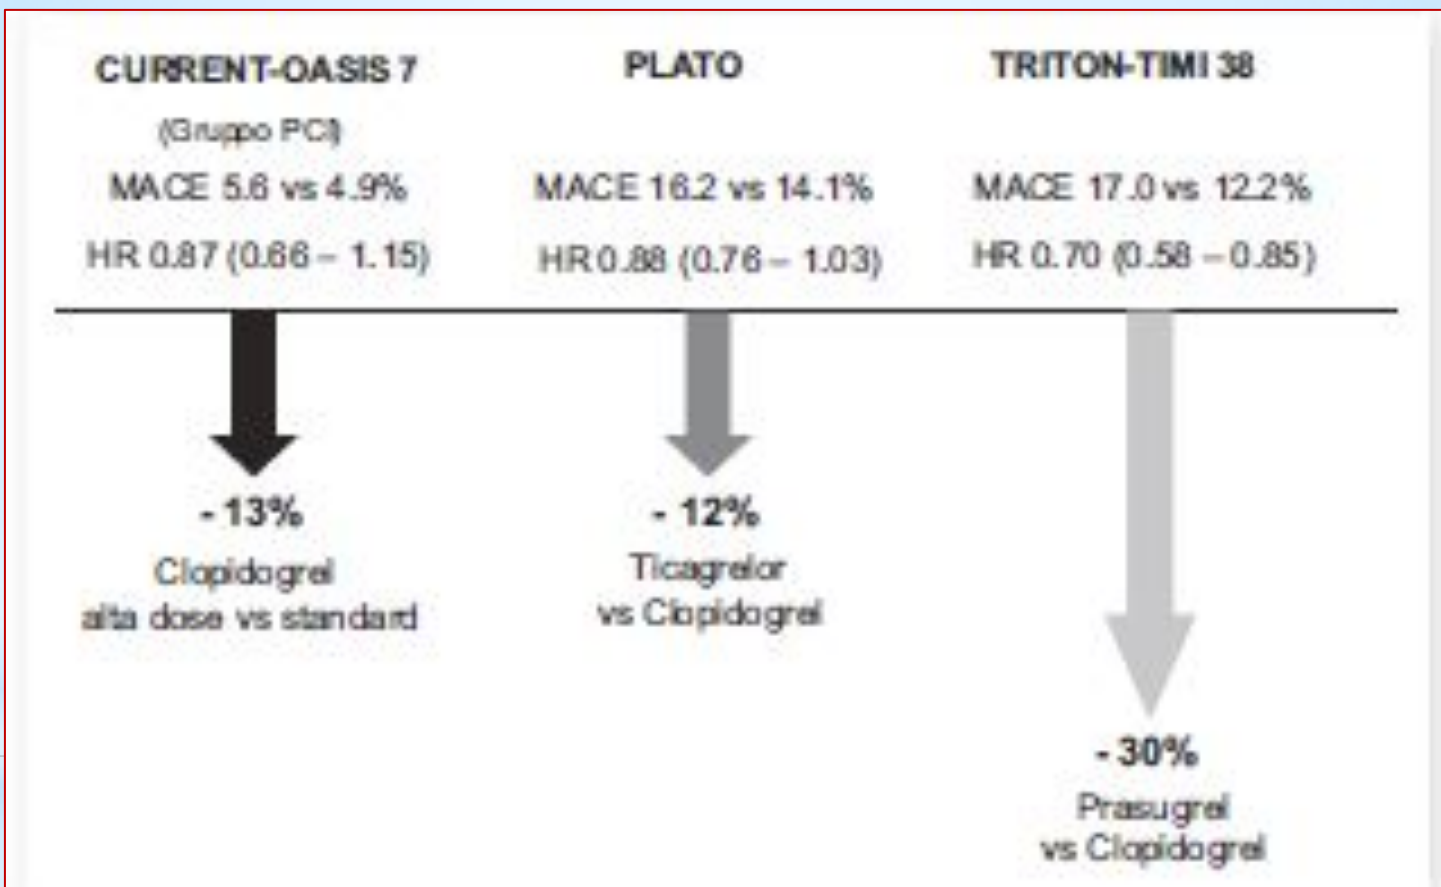 CURRENT-OASIS 7
(Gruppo PCI)
MACE 5.6 vs 4.9%
HR 0.87 (0.66 – 1.15)
PLATO
MACE 16.2 vs 14.1%
HR 0.88 (0.76 – 1.03)
TRITON-TIMI 38
MACE 17.0 vs 12.2%
HR 0.70 (0.58 – 0.85)
- 13%
Clopidogrel
alta dose vs standard
- 12%
Ticagrelor
vs Clopidogrel
- 30%
Prasugrel
vs Clopidogrel